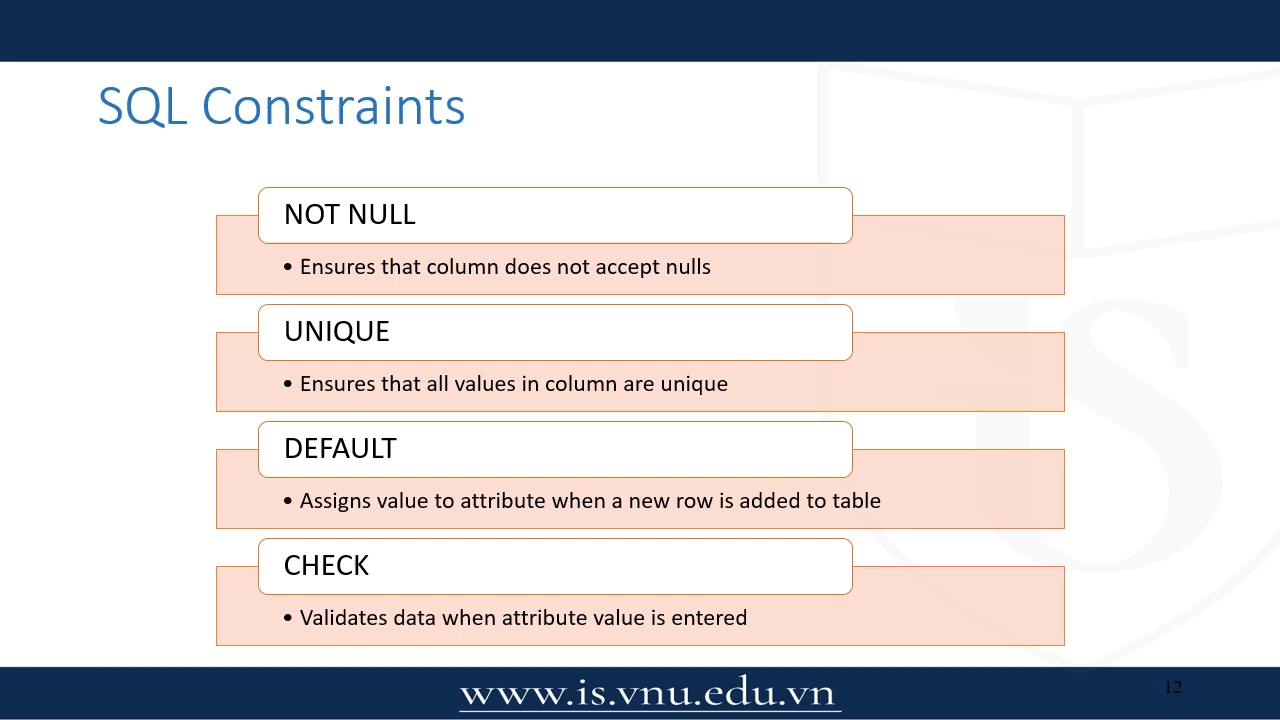 SQL Constraints
NOT NULL
• Ensures that column does not accept nulls
UNIQUE
• Ensures that all values in column are unique
DEFAULT
• Assigns value to attribute when a new row is added to table
CHECK
• Validates data when attribute value is entered
www.is.vnu.edu.vn
12
iS